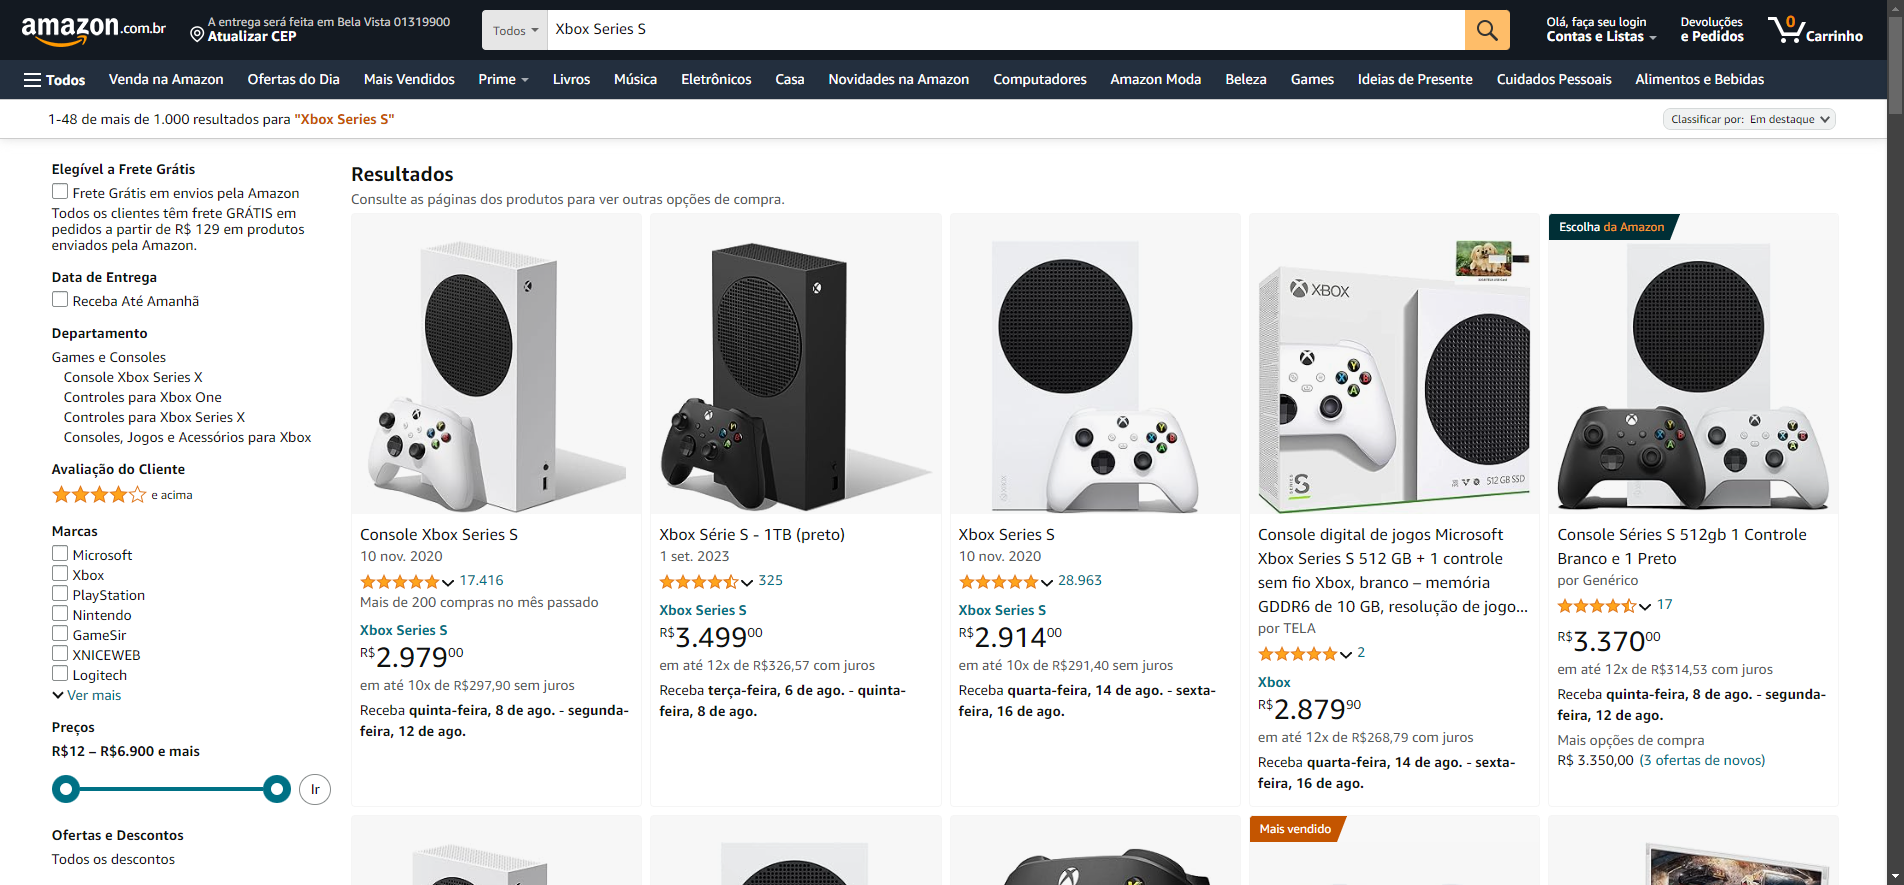 amazon.com.br
A entrega será feita em Bela Vista 01319900
Atualizar CEP
Todos
Xbox Series S
Olá, faça seu login
Contas e Listas
Devoluções
e Pedidos
0
Carrinho
Todos
Venda na Amazon
Ofertas do Dia
Mais Vendidos
Prime
Livros
Música
Eletrônicos
Casa
Novidades na Amazon
Computadores
Amazon Moda
Beleza
Games
Ideias de Presente
Cuidados Pessoais
Alimentos e Bebidas
1-48 de mais de 1.000 resultados para "Xbox Series S"
Classificar por: Em destaque
Elegível a Frete Grátis
Frete Grátis em envios pela Amazon
Todos os clientes têm frete GRÁTIS em
pedidos a partir de R$ 129 em produtos
enviados pela Amazon.
Data de Entrega
Receba Até Amanhã
Departamento
Games e Consoles
Console Xbox Series X
Controles para Xbox One
Controles para Xbox Series X
Consoles, Jogos e Acessórios para Xbox
Avaliação do Cliente
e acima
Marcas
Microsoft
Xbox
PlayStation
Nintendo
GameSir
XNICEWEB
Logitech
Ver mais
Preços
R$12 – R$6.900 e mais
Ir
Ofertas e Descontos
Todos os descontos
Resultados
Consulte as páginas dos produtos para ver outras opções de compra.
Console Xbox Series S
10 nov. 2020
17.416
Mais de 200 compras no mês passado
Xbox Series S
R$2.97900
em até 10x de R$297,90 sem juros
Receba quinta-feira, 8 de ago. - segunda-
feira, 12 de ago.
Xbox Série S - 1TB (preto)
1 set. 2023
325
Xbox Series S
R$3.49900
em até 12x de R$326,57 com juros
Receba terça-feira, 6 de ago. - quinta-
feira, 8 de ago.
Xbox Series S
10 nov. 2020
28.963
Xbox Series S
R$2.91400
em até 10x de R$291,40 sem juros
Receba quarta-feira, 14 de ago. - sexta-
feira, 16 de ago.
XBOX
SERIES S
512 GB SSD
Console digital de jogos Microsoft
Xbox Series S 512 GB + 1 controle
sem fio Xbox, branco – memória
GDDR6 de 10 GB, resolução de jogo...
por TELA
2
Xbox
R$2.87990
em até 12x de R$268,79 com juros
Receba quarta-feira, 14 de ago. - sexta-
feira, 16 de ago.
Escolha da Amazon
Console Séries S 512gb 1 Controle
Branco e 1 Preto
por Genérico
17
R$3.37000
em até 12x de R$314,53 com juros
Receba quinta-feira, 8 de ago. - segunda-
feira, 12 de ago.
Mais opções de compra
R$ 3.350,00 (3 ofertas de novos)
Mais vendido